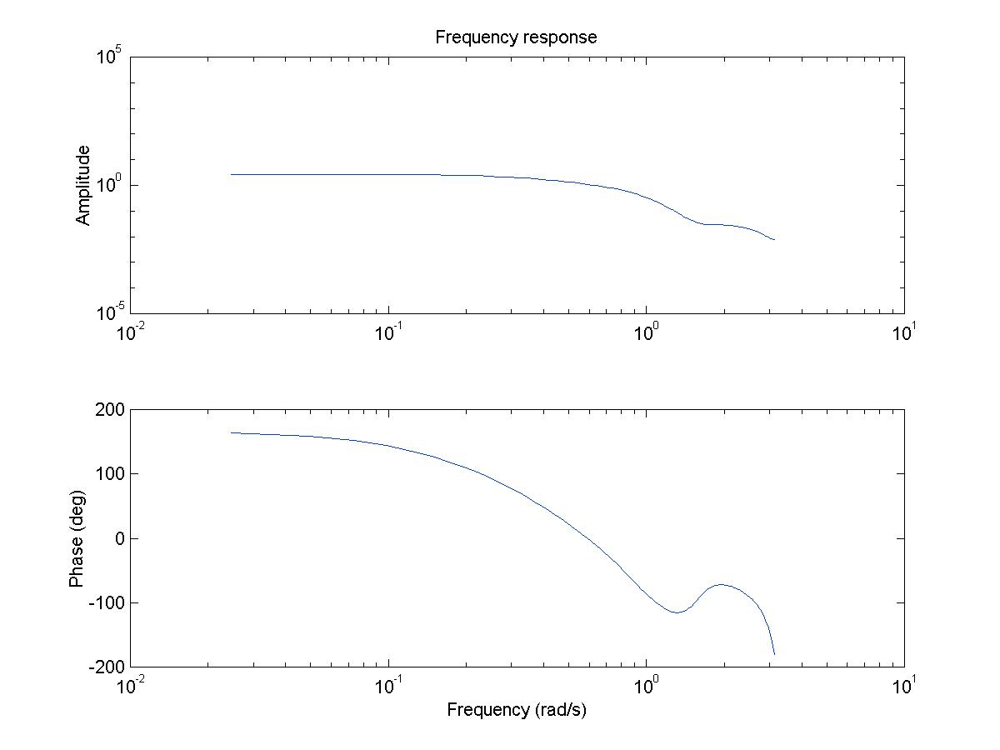 Frequency response
10^5
10^0
10^-5
Amplitude
10^-2 10^-1 10^0 10^1
200
100
0
-100
-200
Phase (deg)
10^-2 10^-1 10^0 10^1
Frequency (rad/s)